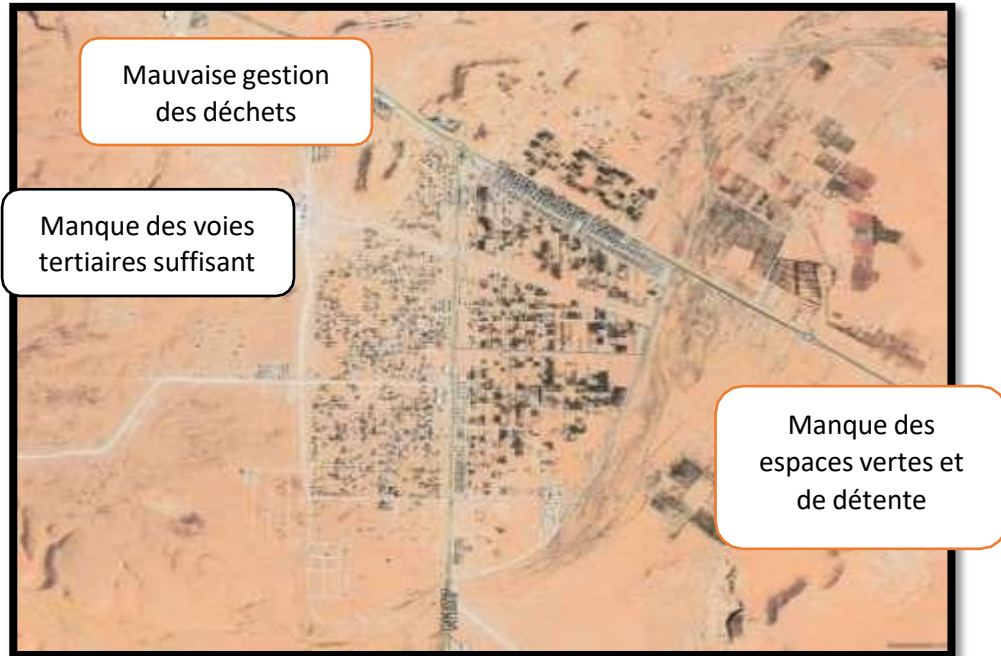 Mauvaise gestion
des déchets
Manque des voies
tertiaires suffisant
Manque des
espaces vertes et
de détente